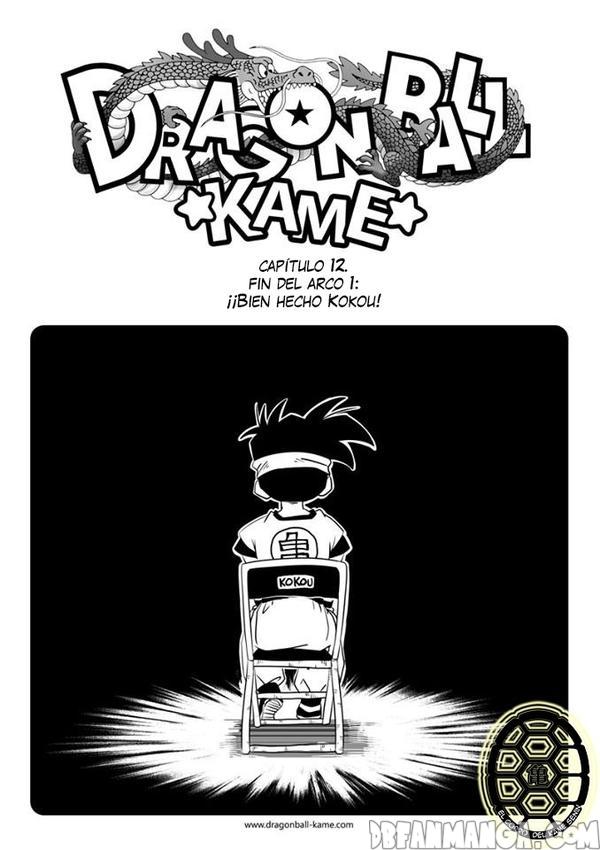 DRAGON BALL
★KAME★
CAPÍTULO 12.
FIN DEL ARCO 1:
¡¡BIEN HECHO KOKOU!
亀
KOKOU
www.dragonball-kame.com
DBFANMANGA.COM